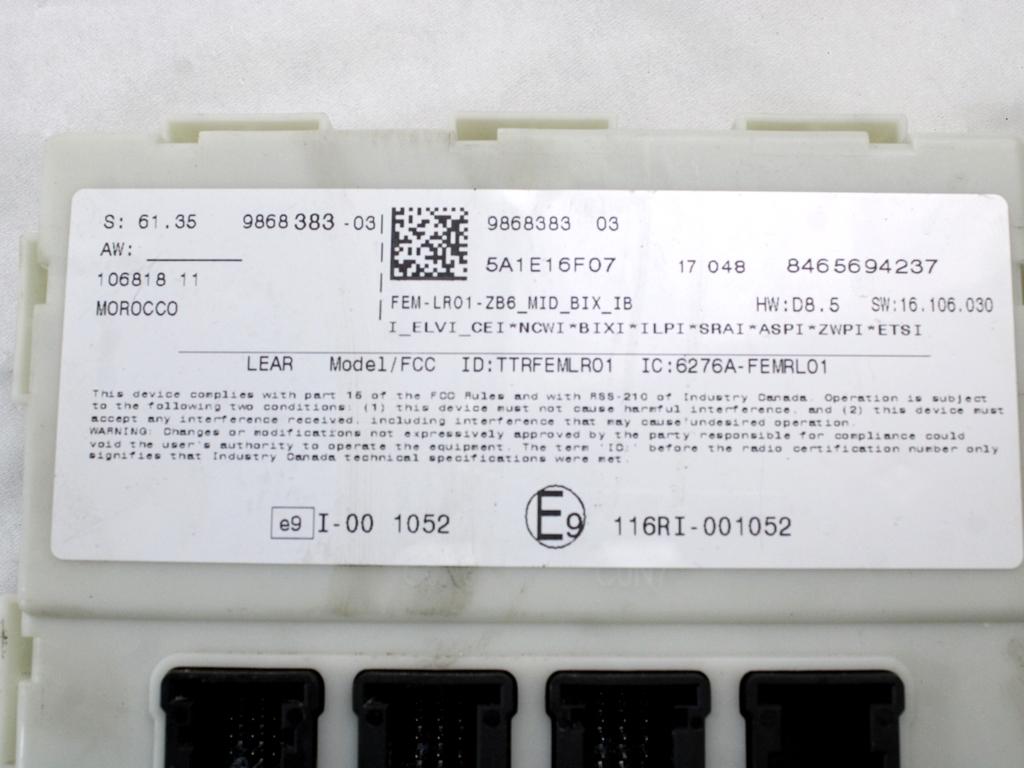 S: 61.35 9868 383 -03| 9868383 03
AW: ________
5A1E16F07 17 048 8465694237
106818 11
MOROCCO
FEM-LR01-ZB6_MID_BIX_IB HW:D8.5 SW:16.106.030
I_ELVI_CEI*NCWI*BIXI*ILPI*SRAI*ASPI*ZWPI*ETSI
LEAR Model/FCC ID:TTRFEMLR01 IC:6276A-FEMRL01
This device complies with part 15 of the FCC Rules and with RSS-210 of Industry Canada. Operation is subject
to the following two conditions: (1) this device must not cause harmful interference, and (2) this device must
accept any interference received, including interference that may cause undesired operation.
WARNING: Changes or modifications not expressively approved by the party responsible for compliance could
void the user's authority to operate the equipment. The term 'IC:' before the radio certification number only
signifies that Industry Canada technical specifications were met.
e9 I-00 1052 E9 116RI-001052